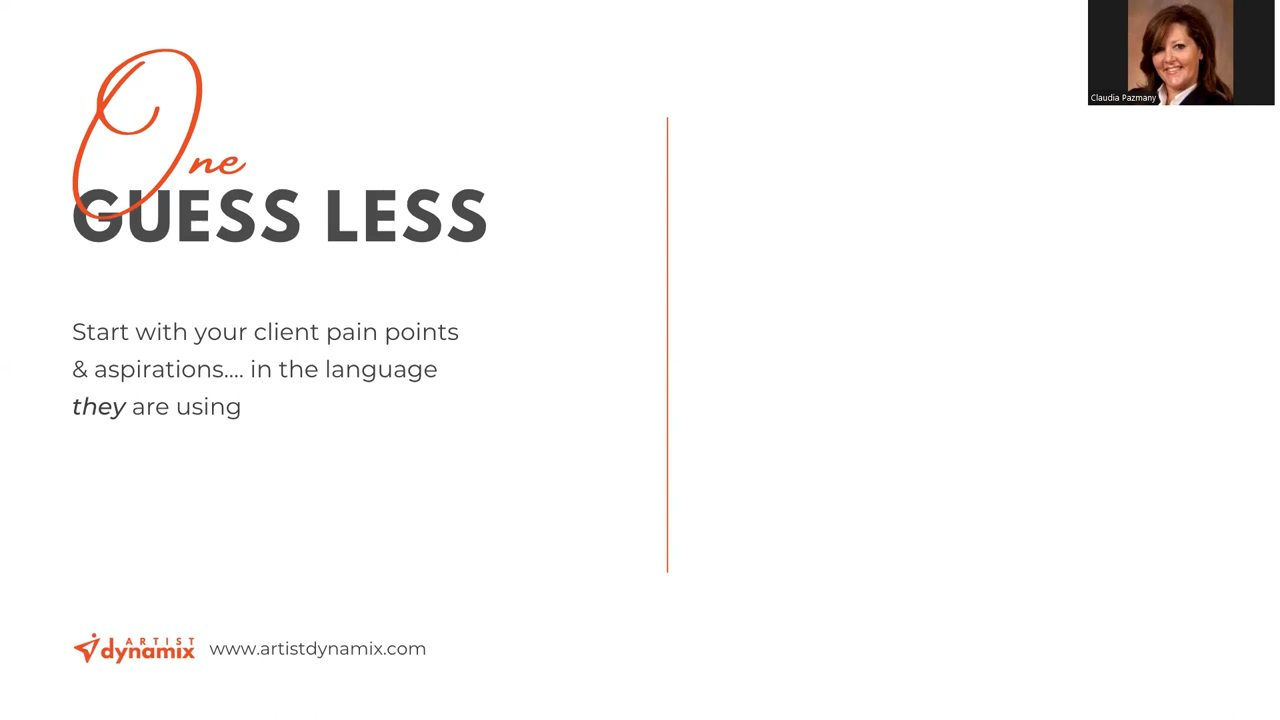 One
GUESS LESS
Start with your client pain points
& aspirations.... in the language
they are using
ARTIST
dynamix
www.artistdynamix.com
Claudia Pazmany